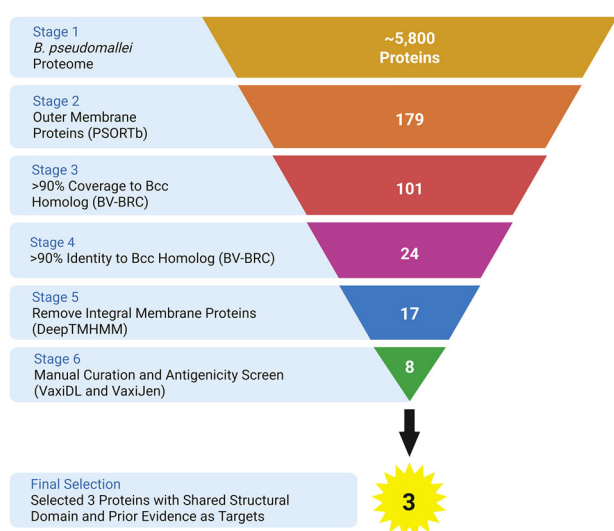 Stage 1
B. pseudomallei
Proteome
~5,800
Proteins
Stage 2
Outer Membrane
Proteins (PSORTb)
179
Stage 3
>90% Coverage to Bcc
Homolog (BV-BRC)
101
Stage 4
>90% Identity to Bcc Homolog (BV-BRC)
24
Stage 5
Remove Integral Membrane Proteins
(DeepTMHMM)
17
Stage 6
Manual Curation and Antigenicity Screen
(VaxiDL and VaxiJen)
8
Final Selection
Selected 3 Proteins with Shared Structural
Domain and Prior Evidence as Targets
3